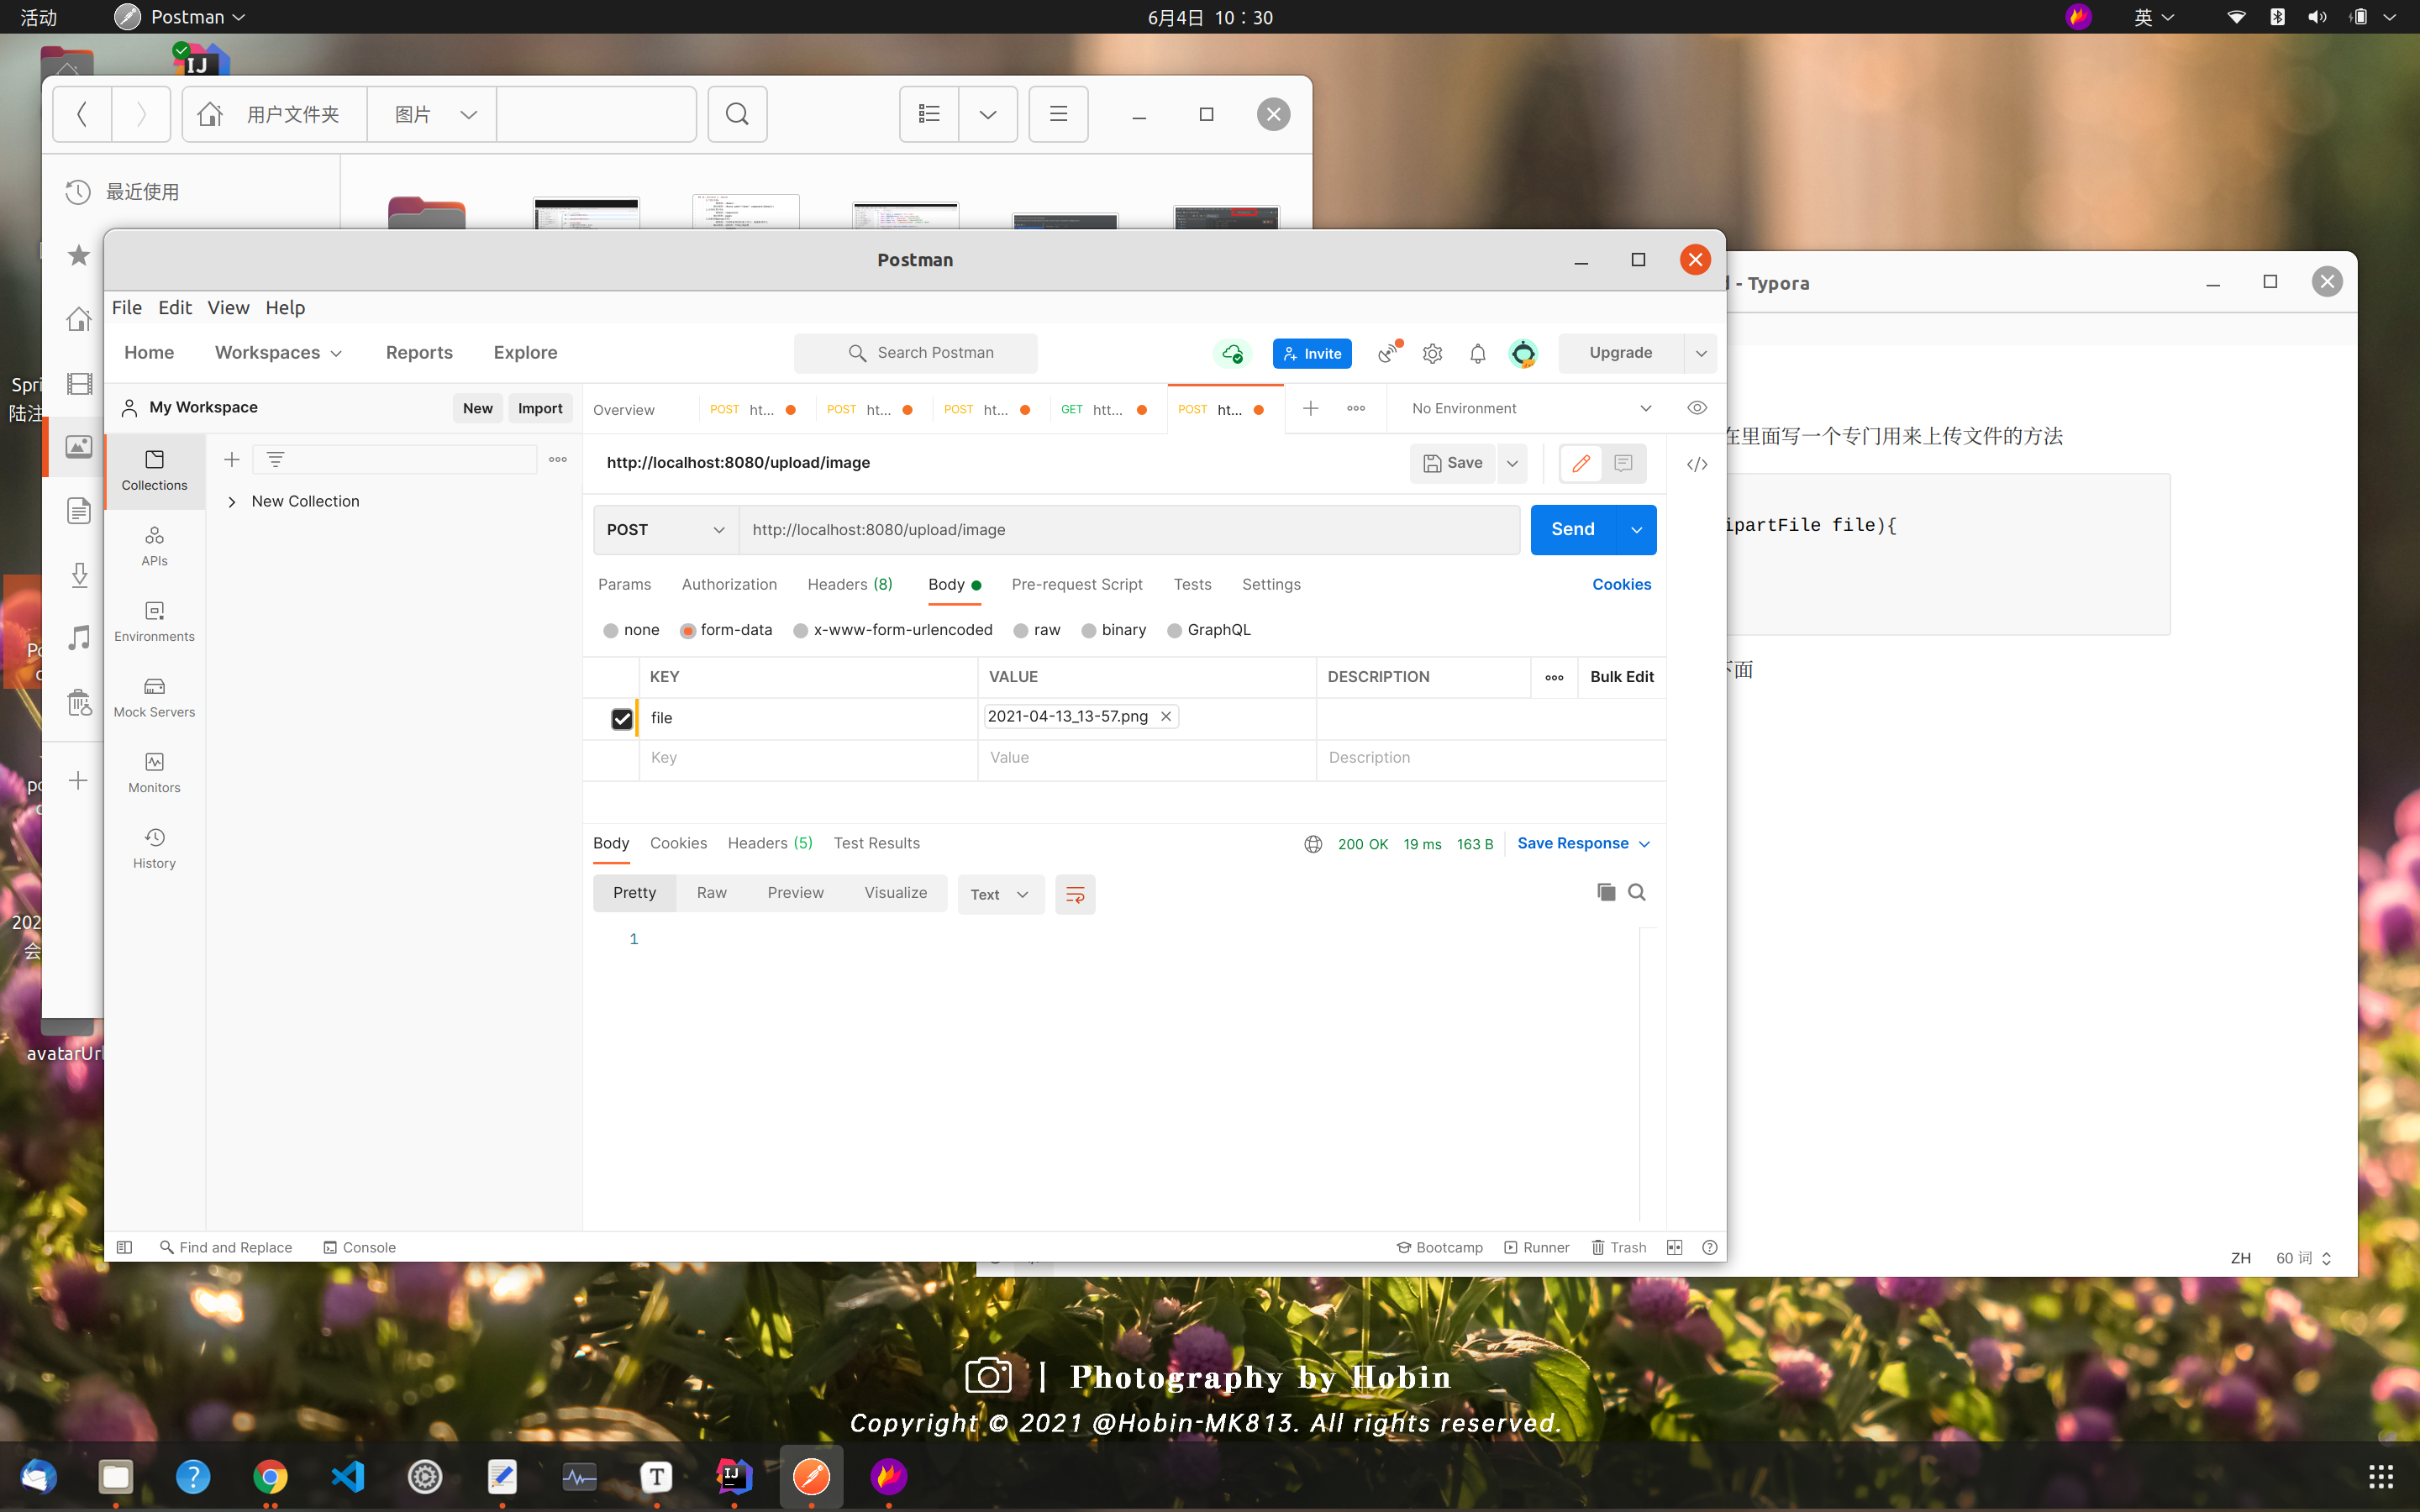 活动 Postman 6月4日 10：30 英
用户文件夹 图片
最近使用
Postman
- Typora
File Edit View Help
Home Workspaces Reports Explore Search Postman Invite Upgrade
My Workspace New Import Overview POST ht... POST ht... POST ht... GET htt... POST ht... No Environment
在里面写一个专门用来上传文件的方法
http://localhost:8080/upload/image Save
Collections
New Collection
POST http://localhost:8080/upload/image Send
ipartFile file){
APIs
Params Authorization Headers (8) Body Pre-request Script Tests Settings Cookies
Environments
none form-data x-www-form-urlencoded raw binary GraphQL
KEY VALUE DESCRIPTION Bulk Edit
下面
Mock Servers
file 2021-04-13_13-57.png
Key Value Description
Monitors
Body Cookies Headers (5) Test Results 200 OK 19 ms 163 B Save Response
History
Pretty Raw Preview Visualize Text
1
Spri
陆注
202
会
avatarUrl
Find and Replace Console Bootcamp Runner Trash
ZH 60 词
| Photography by Hobin
Copyright © 2021 @Hobin-MK813. All rights reserved.